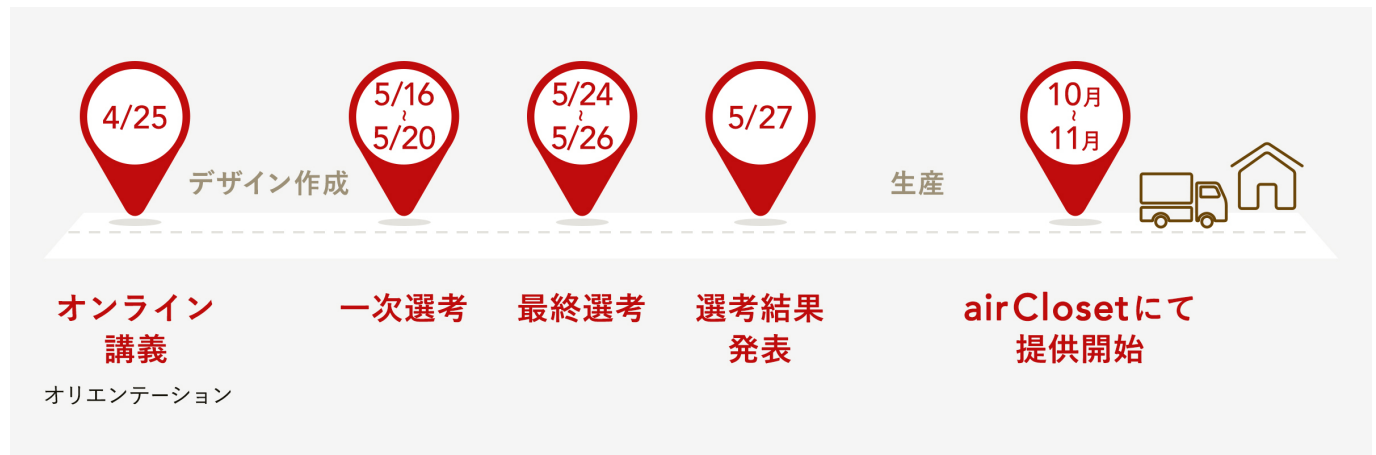 4/25
5/16
~
5/20
5/24
~
5/26
5/27
10月
~
11月
デザイン作成
生産
オンライン
講義
オリエンテーション
一次選考
最終選考
選考結果
発表
airClosetにて
提供開始